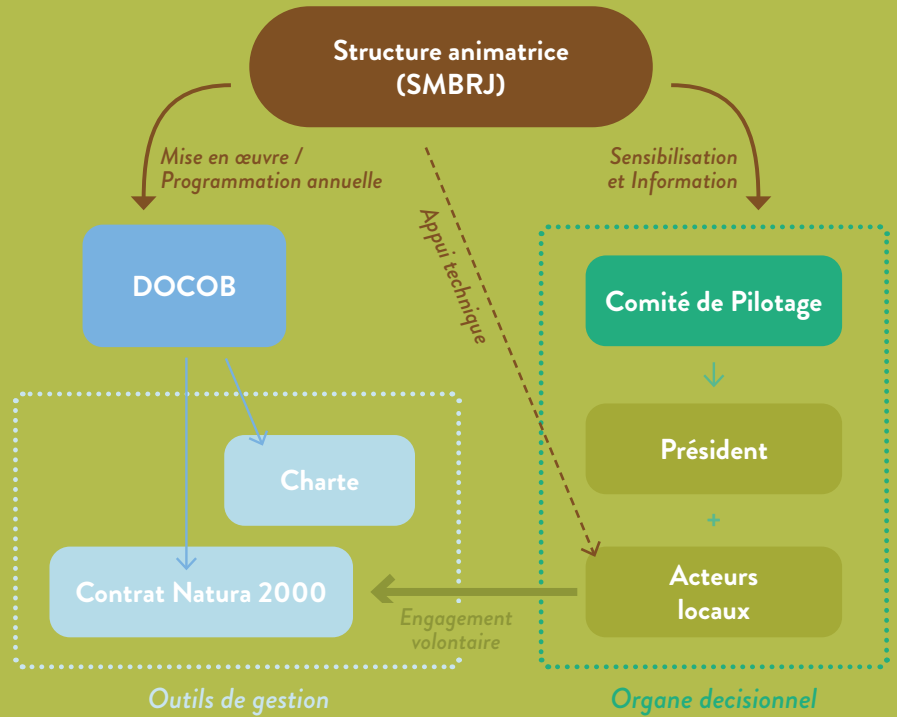 Structure animatrice
(SMBRJ)
Mise en œuvre /
Programmation annuelle
Sensibilisation
et Information
Appui technique
DOCOB
Comité de Pilotage
Président
+
Charte
Contrat Natura 2000
Acteurs
locaux
Engagement
volontaire
Outils de gestion
Organe decisionnel